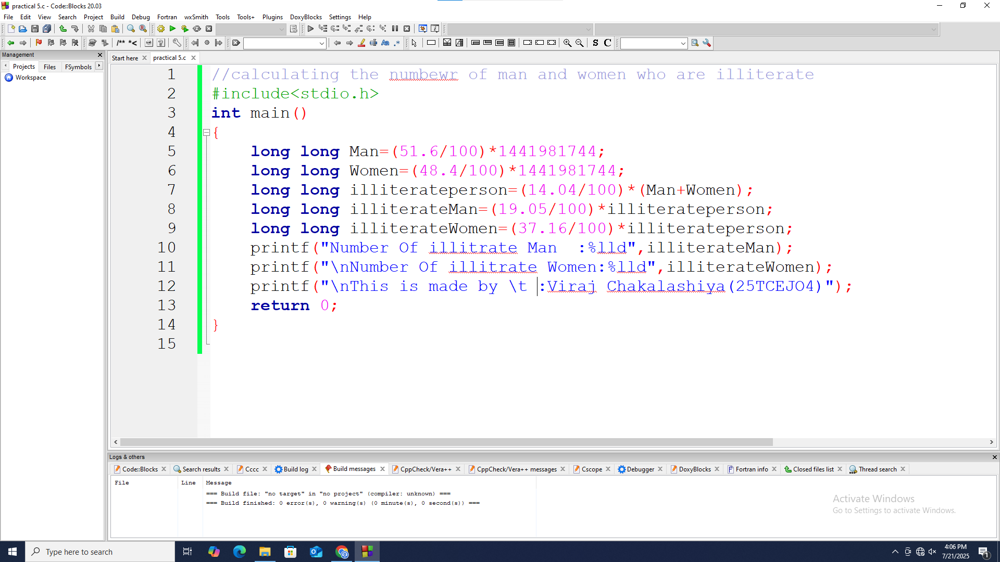 practical 5.c - Code::Blocks 20.03
File Edit View Search Project Build Debug Fortran wxSmith Tools Tools+ Plugins DoxyBlocks Settings Help
/** *< Aa .* S C
Management
Start here practical 5.c
Projects Files FSymbols
Workspace
1 //calculating the numbewr of man and women who are illiterate
2 #include<stdio.h>
3 int main()
4 {
5 long long Man=(51.6/100)*1441981744;
6 long long Women=(48.4/100)*1441981744;
7 long long illiterateperson=(14.04/100)*(Man+Women);
8 long long illiterateMan=(19.05/100)*illiterateperson;
9 long long illiterateWomen=(37.16/100)*illiterateperson;
10 printf("Number Of illitrate Man  :%lld",illiterateMan);
11 printf("\nNumber Of illitrate Women:%lld",illiterateWomen);
12 printf("\nThis is made by \t :Viraj Chakalashiya(25TCEJO4)");
13 return 0;
14 }
15
Logs & others
Code::Blocks Search results Cccc Build log Build messages CppCheck/Vera++ CppCheck/Vera++ messages Cscope Debugger DoxyBlocks Fortran info Closed files list Thread search
File Line Message
=== Build file: "no target" in "no project" (compiler: unknown) ===
=== Build finished: 0 error(s), 0 warning(s) (0 minute(s), 0 second(s)) ===
Activate Windows
Go to Settings to activate Windows.
Type here to search
4:06 PM
7/21/2025
1